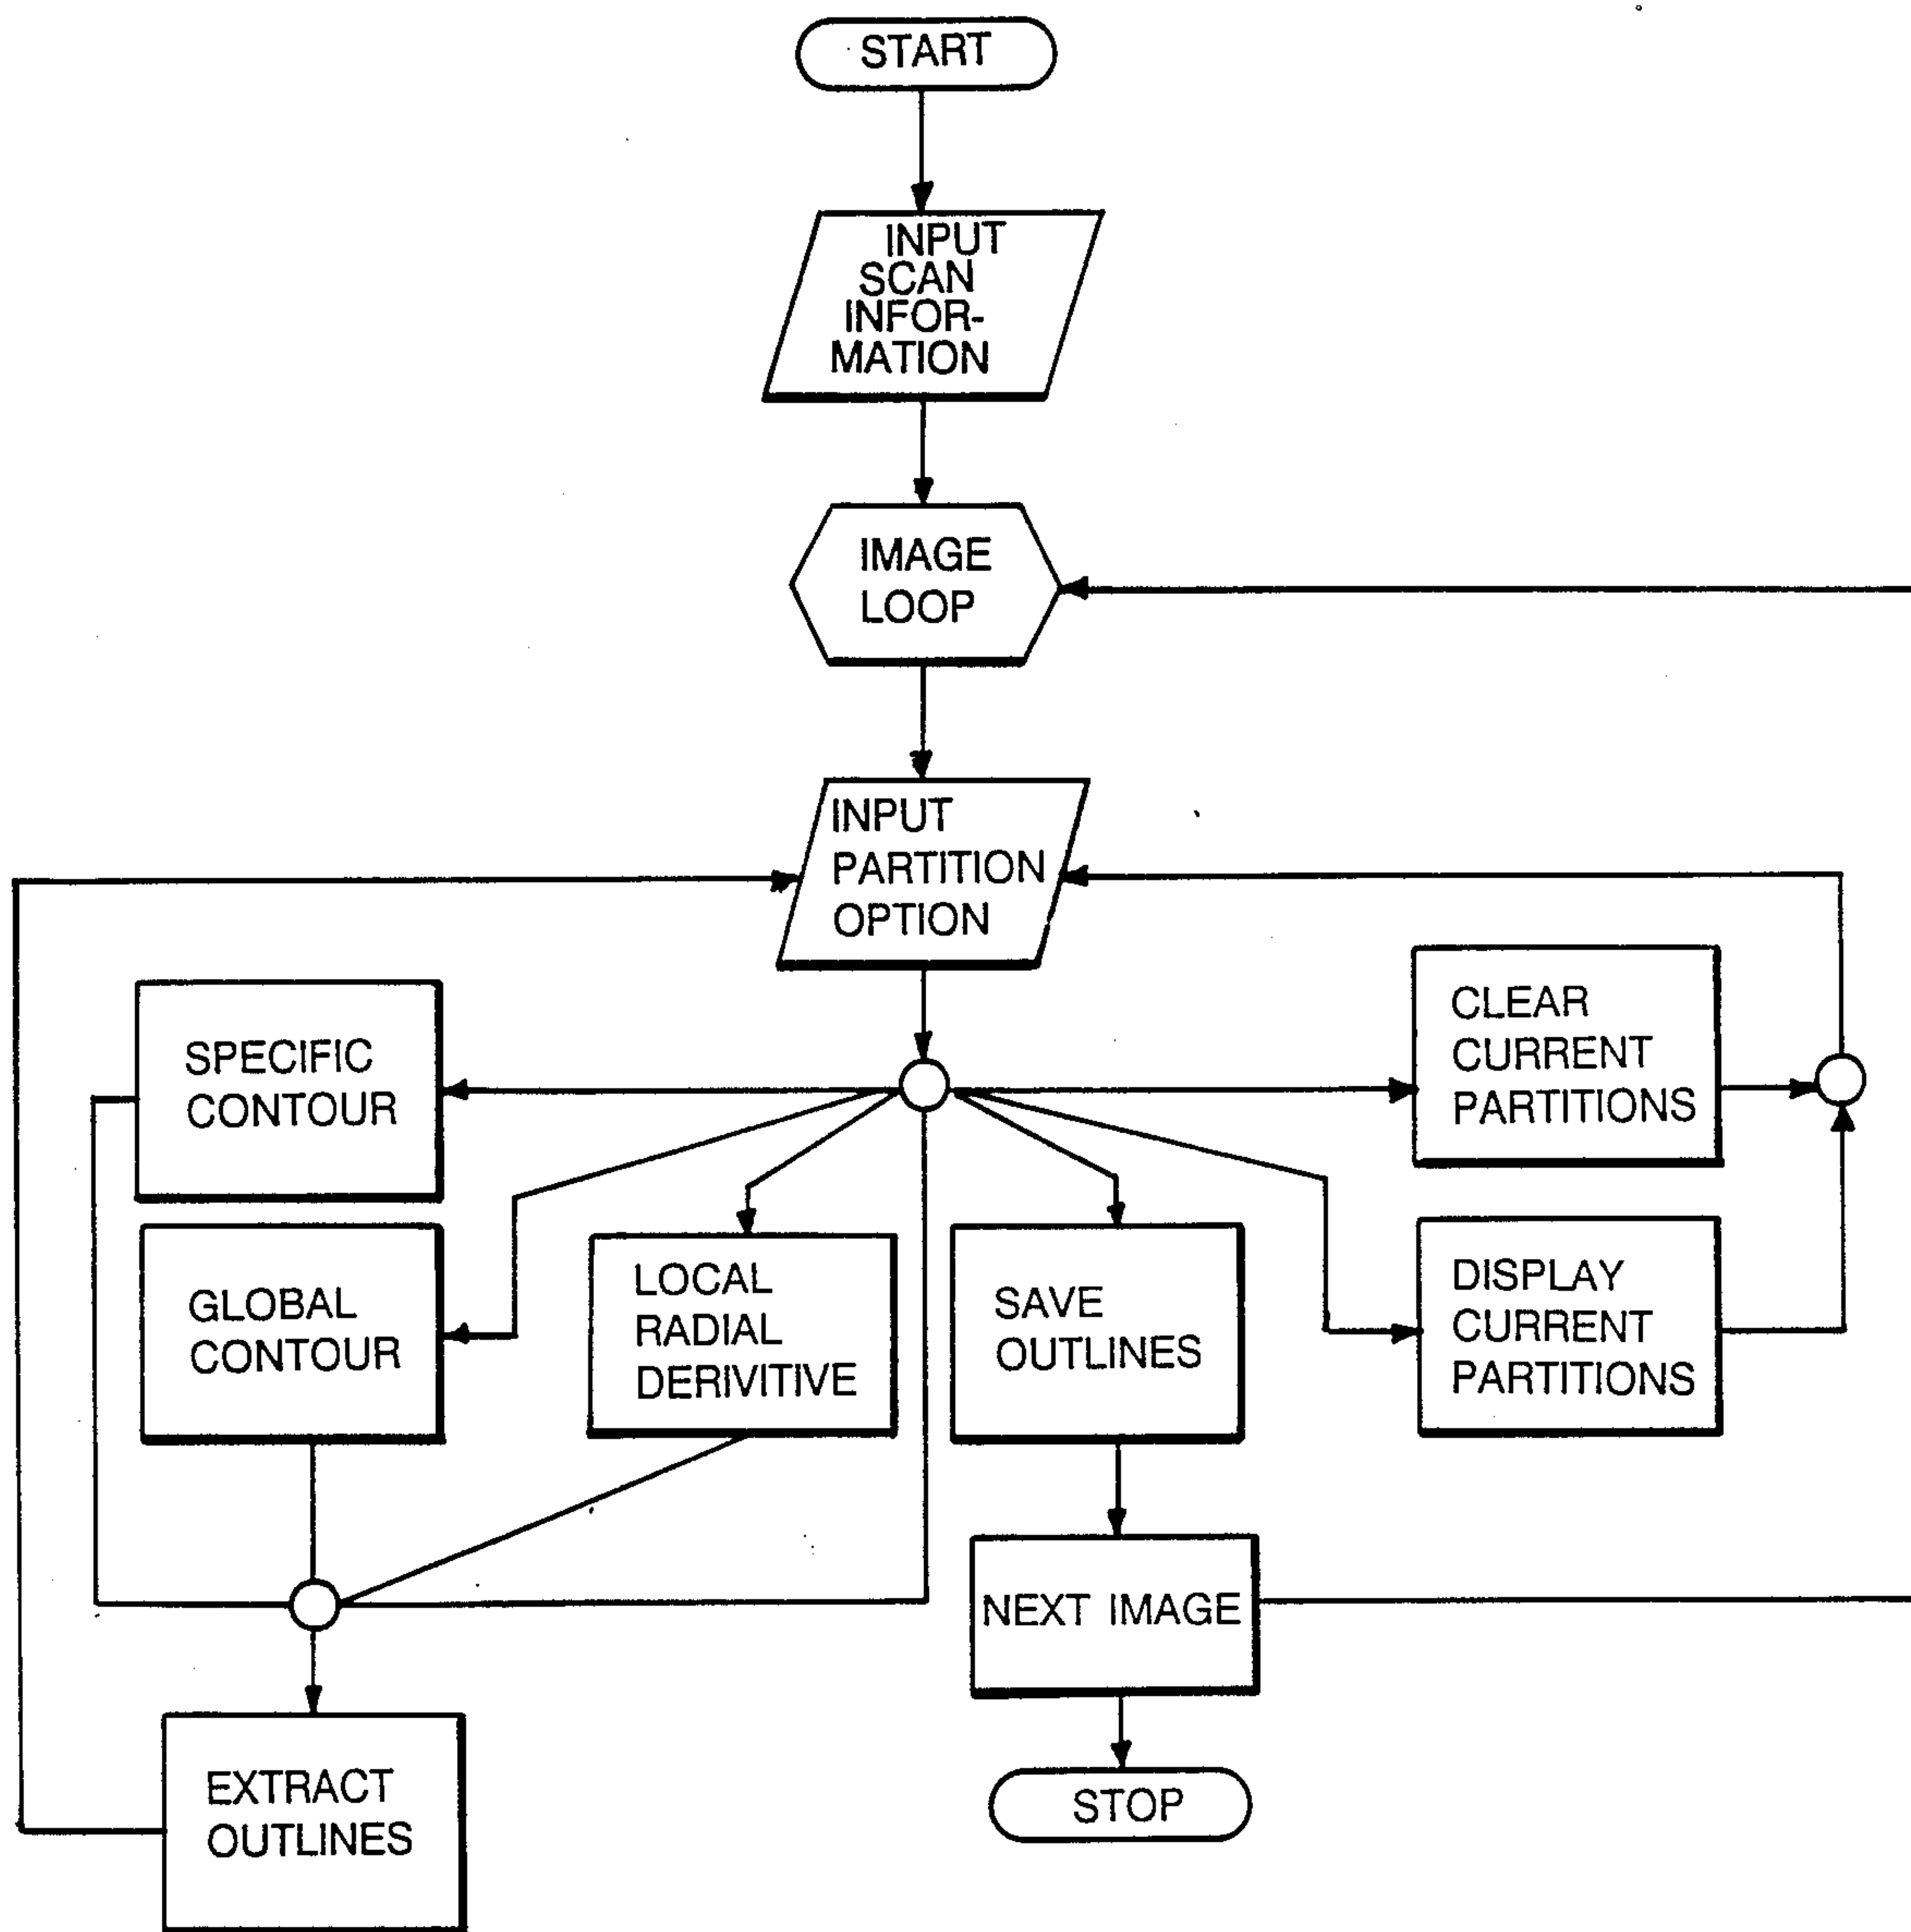 START
INPUT
SCAN
INFOR-
MATION
IMAGE
LOOP
INPUT
PARTITION
OPTION
SPECIFIC
CONTOUR
CLEAR
CURRENT
PARTITIONS
GLOBAL
CONTOUR
LOCAL
RADIAL
DERIVITIVE
SAVE
OUTLINES
DISPLAY
CURRENT
PARTITIONS
NEXT IMAGE
EXTRACT
OUTLINES
STOP